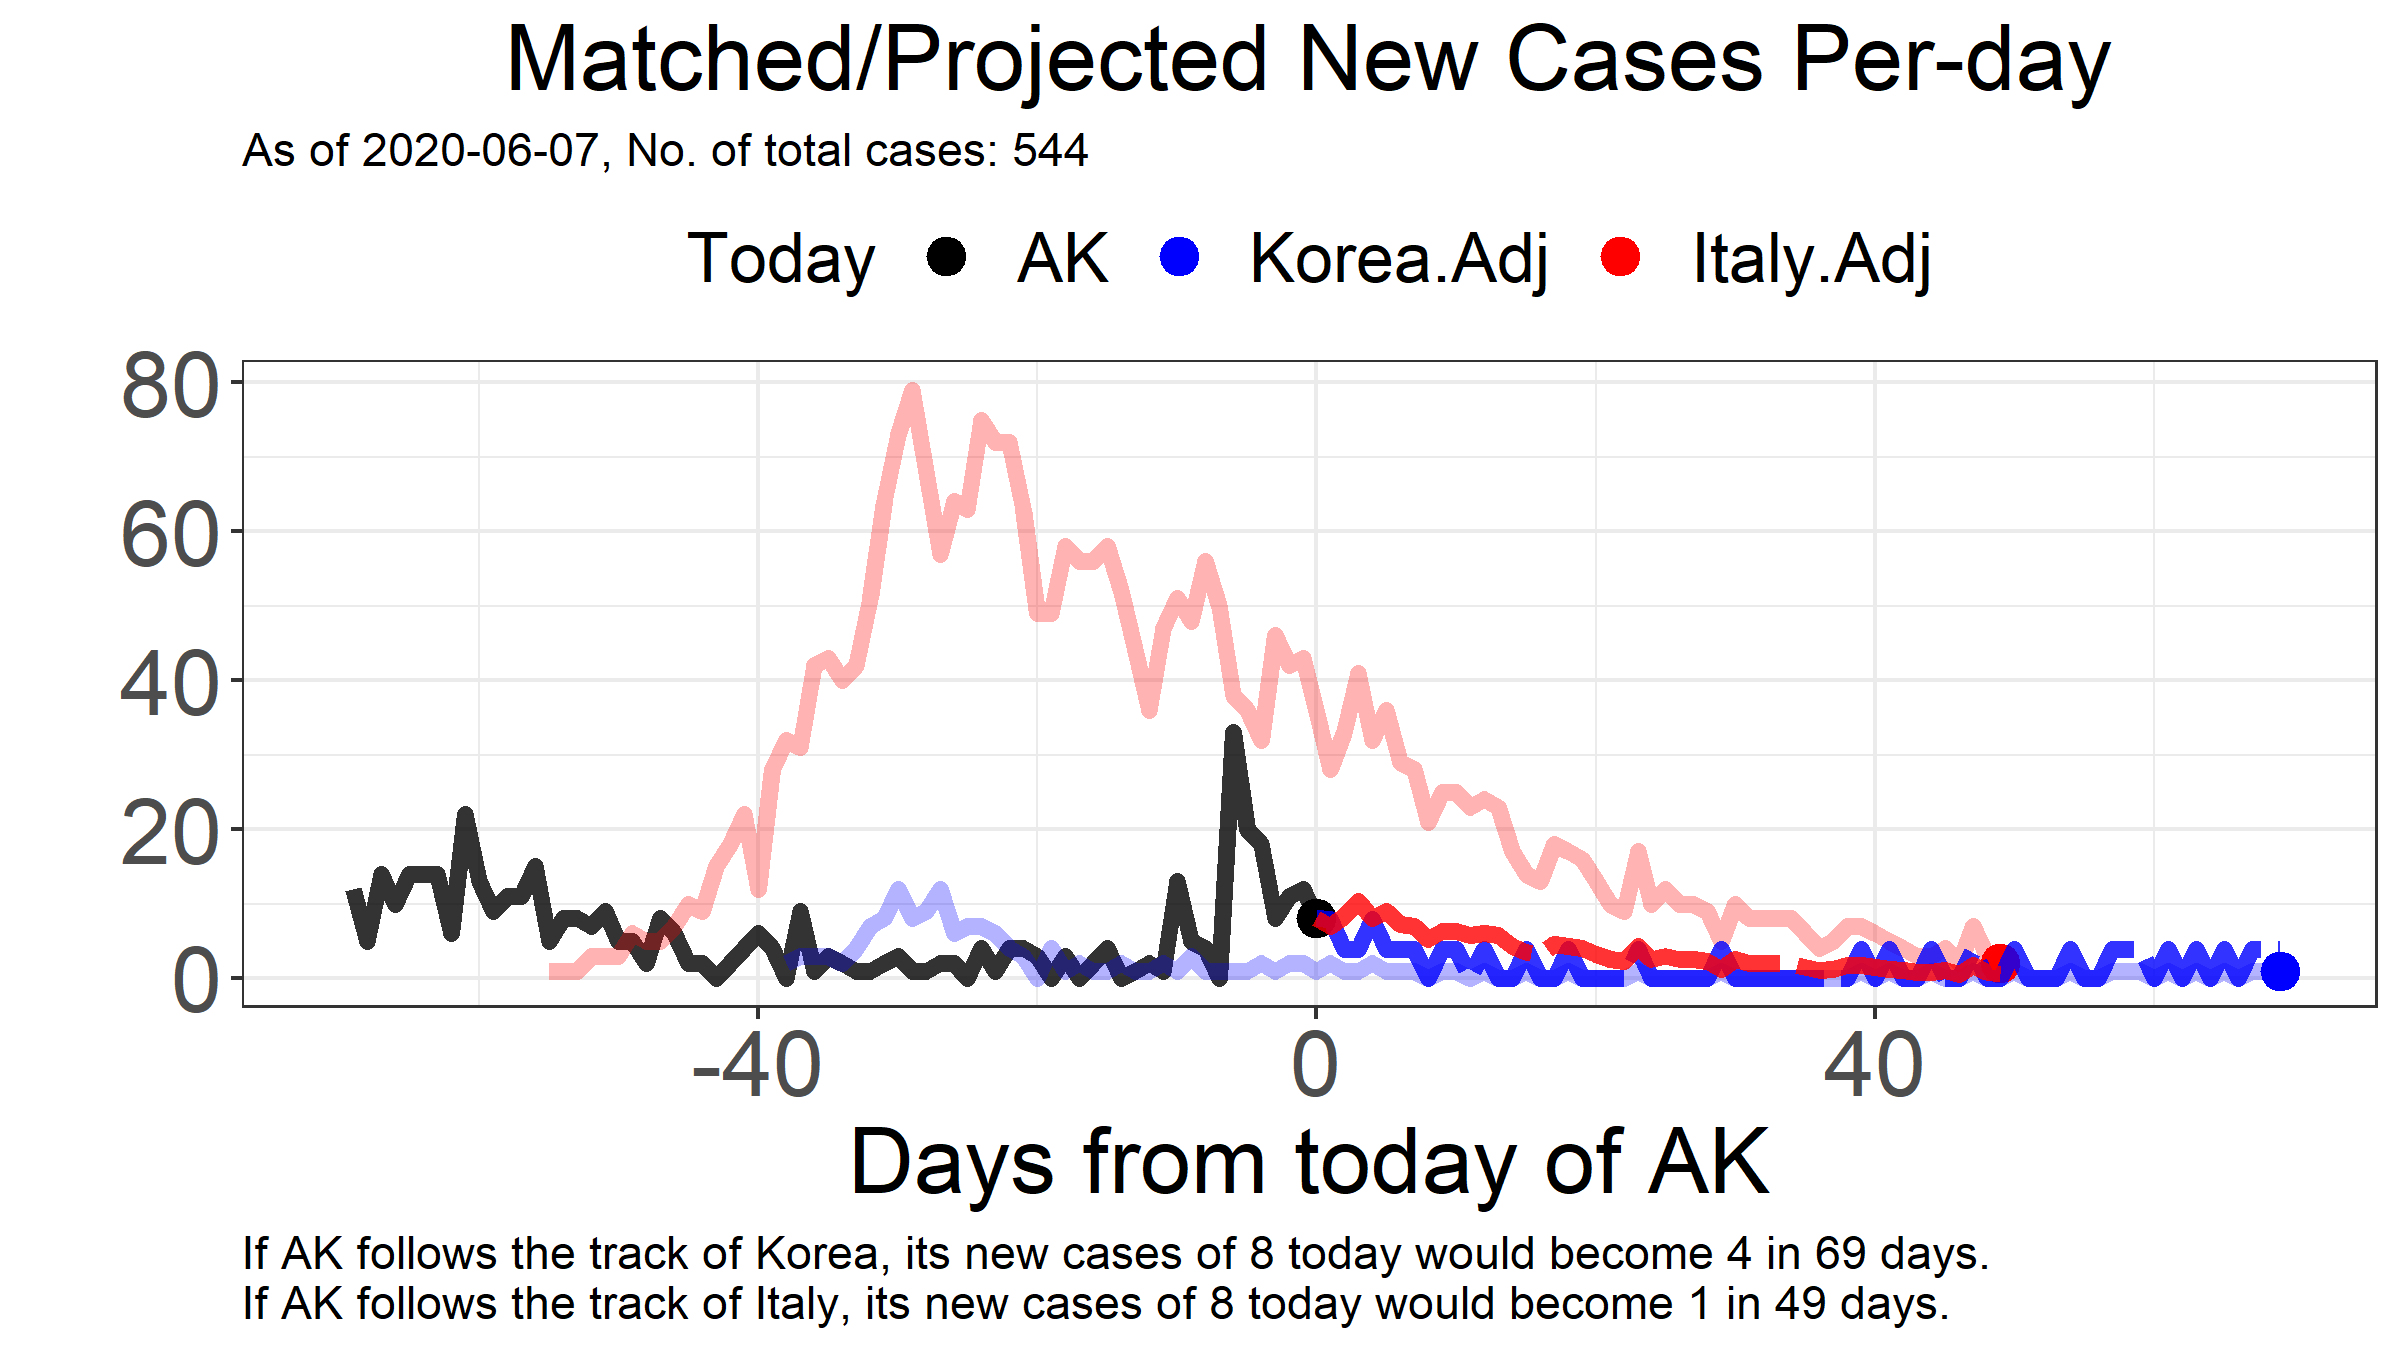 Matched/Projected New Cases Per-day
As of 2020-06-07, No. of total cases: 544
Today AK Korea.Adj Italy.Adj
80
60
40
20
0
-40 0 40
Days from today of AK
If AK follows the track of Korea, its new cases of 8 today would become 4 in 69 days.
If AK follows the track of Italy, its new cases of 8 today would become 1 in 49 days.